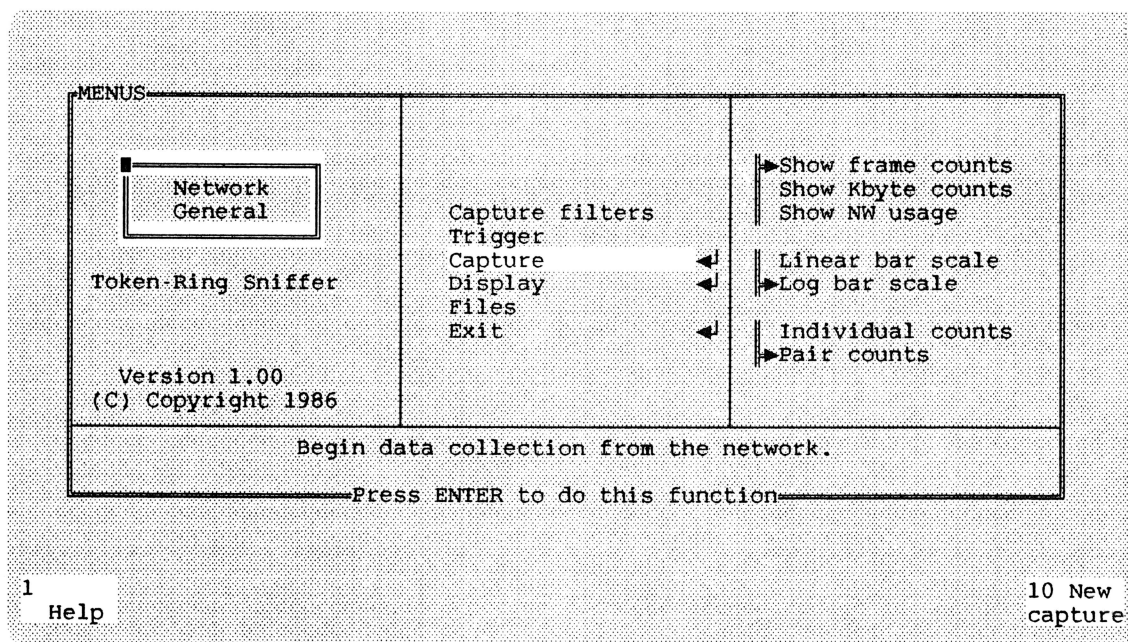 MENUS
Network
General
Token-Ring Sniffer
Version 1.00
(C) Copyright 1986
Capture filters
Trigger
Capture
Display
Files
Exit
Show frame counts
Show Kbyte counts
Show NW usage
Linear bar scale
Log bar scale
Individual counts
Pair counts
Begin data collection from the network.
Press ENTER to do this function
1
Help
10 New
capture